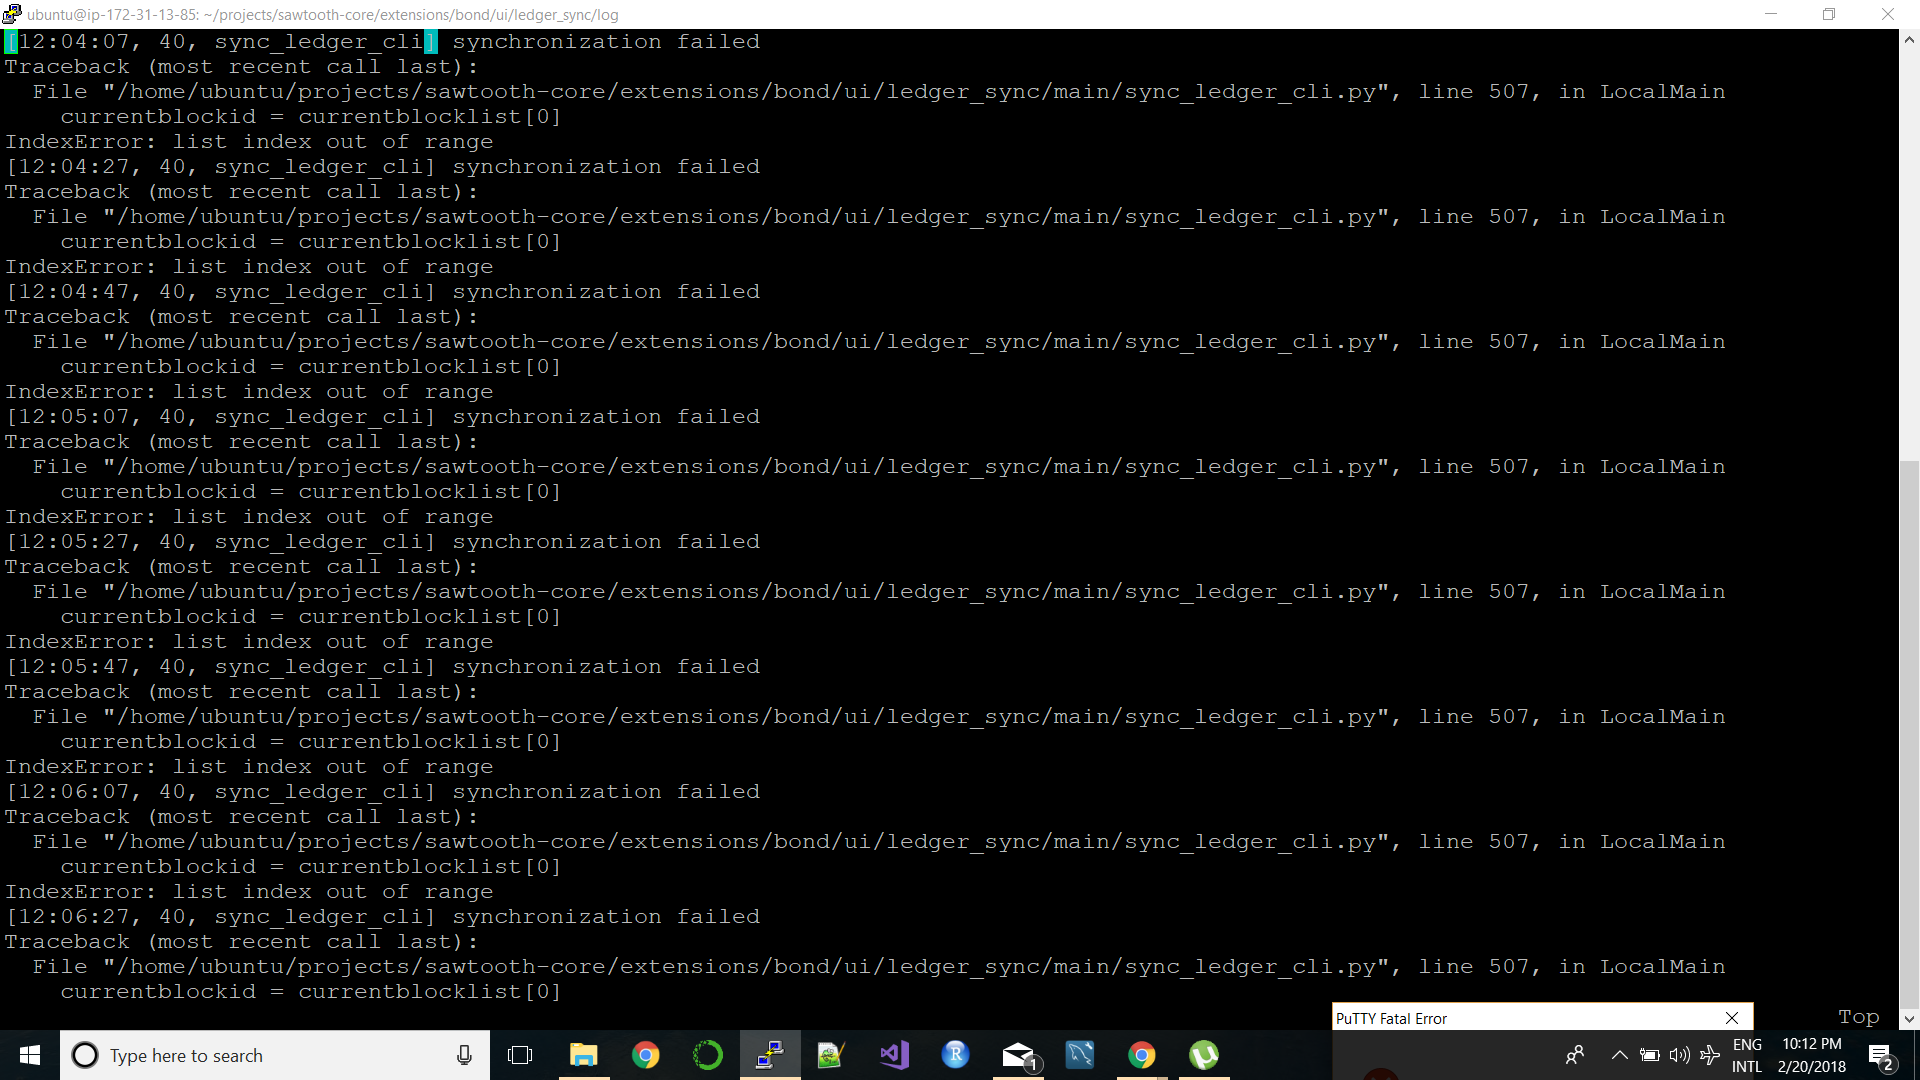 ubuntu@ip-172-31-13-85: ~/projects/sawtooth-core/extensions/bond/ui/ledger_sync/log
[12:04:07, 40, sync_ledger_cli] synchronization failed
Traceback (most recent call last):
  File "/home/ubuntu/projects/sawtooth-core/extensions/bond/ui/ledger_sync/main/sync_ledger_cli.py", line 507, in LocalMain
    currentblockid = currentblocklist[0]
IndexError: list index out of range
[12:04:27, 40, sync_ledger_cli] synchronization failed
Traceback (most recent call last):
  File "/home/ubuntu/projects/sawtooth-core/extensions/bond/ui/ledger_sync/main/sync_ledger_cli.py", line 507, in LocalMain
    currentblockid = currentblocklist[0]
IndexError: list index out of range
[12:04:47, 40, sync_ledger_cli] synchronization failed
Traceback (most recent call last):
  File "/home/ubuntu/projects/sawtooth-core/extensions/bond/ui/ledger_sync/main/sync_ledger_cli.py", line 507, in LocalMain
    currentblockid = currentblocklist[0]
IndexError: list index out of range
[12:05:07, 40, sync_ledger_cli] synchronization failed
Traceback (most recent call last):
  File "/home/ubuntu/projects/sawtooth-core/extensions/bond/ui/ledger_sync/main/sync_ledger_cli.py", line 507, in LocalMain
    currentblockid = currentblocklist[0]
IndexError: list index out of range
[12:05:27, 40, sync_ledger_cli] synchronization failed
Traceback (most recent call last):
  File "/home/ubuntu/projects/sawtooth-core/extensions/bond/ui/ledger_sync/main/sync_ledger_cli.py", line 507, in LocalMain
    currentblockid = currentblocklist[0]
IndexError: list index out of range
[12:05:47, 40, sync_ledger_cli] synchronization failed
Traceback (most recent call last):
  File "/home/ubuntu/projects/sawtooth-core/extensions/bond/ui/ledger_sync/main/sync_ledger_cli.py", line 507, in LocalMain
    currentblockid = currentblocklist[0]
IndexError: list index out of range
[12:06:07, 40, sync_ledger_cli] synchronization failed
Traceback (most recent call last):
  File "/home/ubuntu/projects/sawtooth-core/extensions/bond/ui/ledger_sync/main/sync_ledger_cli.py", line 507, in LocalMain
    currentblockid = currentblocklist[0]
IndexError: list index out of range
[12:06:27, 40, sync_ledger_cli] synchronization failed
Traceback (most recent call last):
  File "/home/ubuntu/projects/sawtooth-core/extensions/bond/ui/ledger_sync/main/sync_ledger_cli.py", line 507, in LocalMain
    currentblockid = currentblocklist[0]
Top
PuTTY Fatal Error
Type here to search
R
1
ENG
INTL
10:12 PM
2/20/2018
2